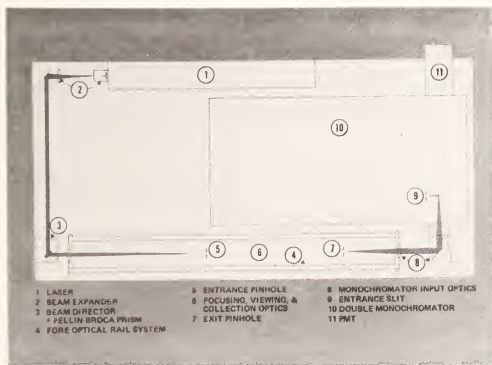 1
11
2
10
9
3
5
6
4
7
8
1 LASER
2 BEAM EXPANDER
3 BEAM DIRECTOR
+ PELLIN BROCA PRISM
4 FORE OPTICAL RAIL SYSTEM
5 ENTRANCE PINHOLE
6 FOCUSING, VIEWING, &
COLLECTION OPTICS
7 EXIT PINHOLE
8 MONOCHROMATOR INPUT OPTICS
9 ENTRANCE SLIT
10 DOUBLE MONOCHROMATOR
11 PMT